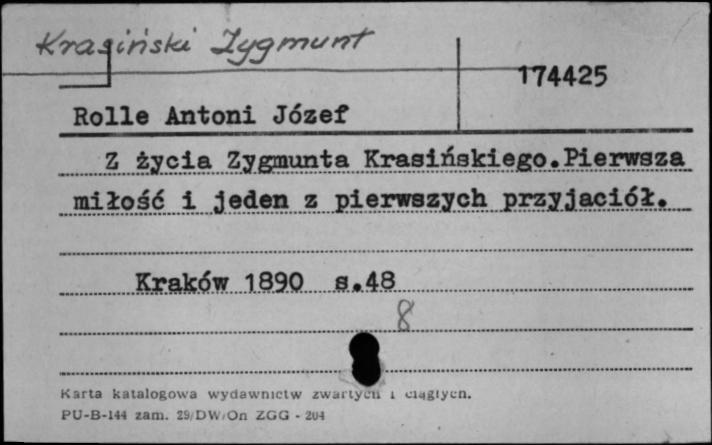 Krasiński Zygmunt
174425
Rolle Antoni Józef
Z życia Zygmunta Krasińskiego.Pierwsza
miłość i jeden z pierwszych przyjaciół.
Kraków 1890 s.48
8
Karta katalogowa wydawnictw zwartych i ciągłych.
PU-B-144 zam. 29/DW/On ZGG - 204